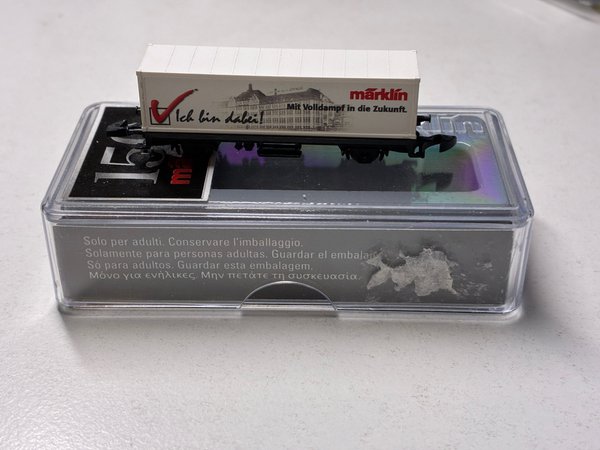 märklin
Mit Volldampf in die Zukunft.
Ich bin dabei!
15
Solo per adulti. Conservare l'imballaggio.
Solamente para personas adultas. Guardar el
Só para adultos. Guardar esta embalagem.
Μόνο για ενήλικες. Μην πετάτε τη συσκευασία.